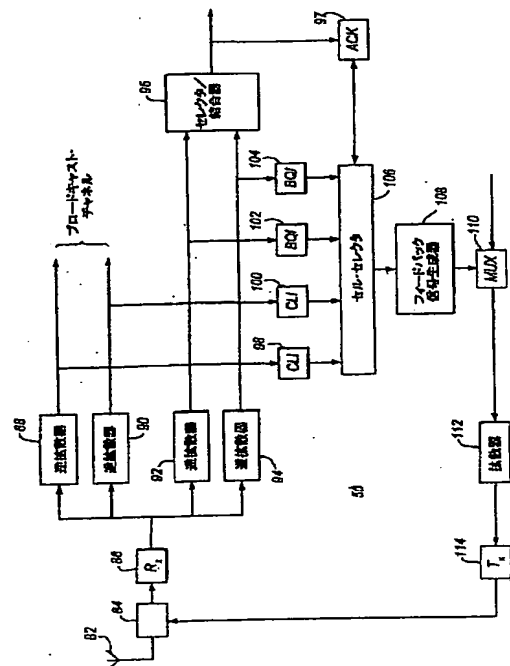 ブロードキャスト・
チャネル
88
逆拡散器
90
逆拡散器
92
逆拡散器
94
逆拡散器
96
セレクタ/
結合器
97
ACK
98
CLI
100
CLI
102
BQI
104
BQI
106
セル・セレクタ
108
フィードバック
信号生成器
110
MUX
112
拡散器
114
Tx
82
84
86
Rx
50